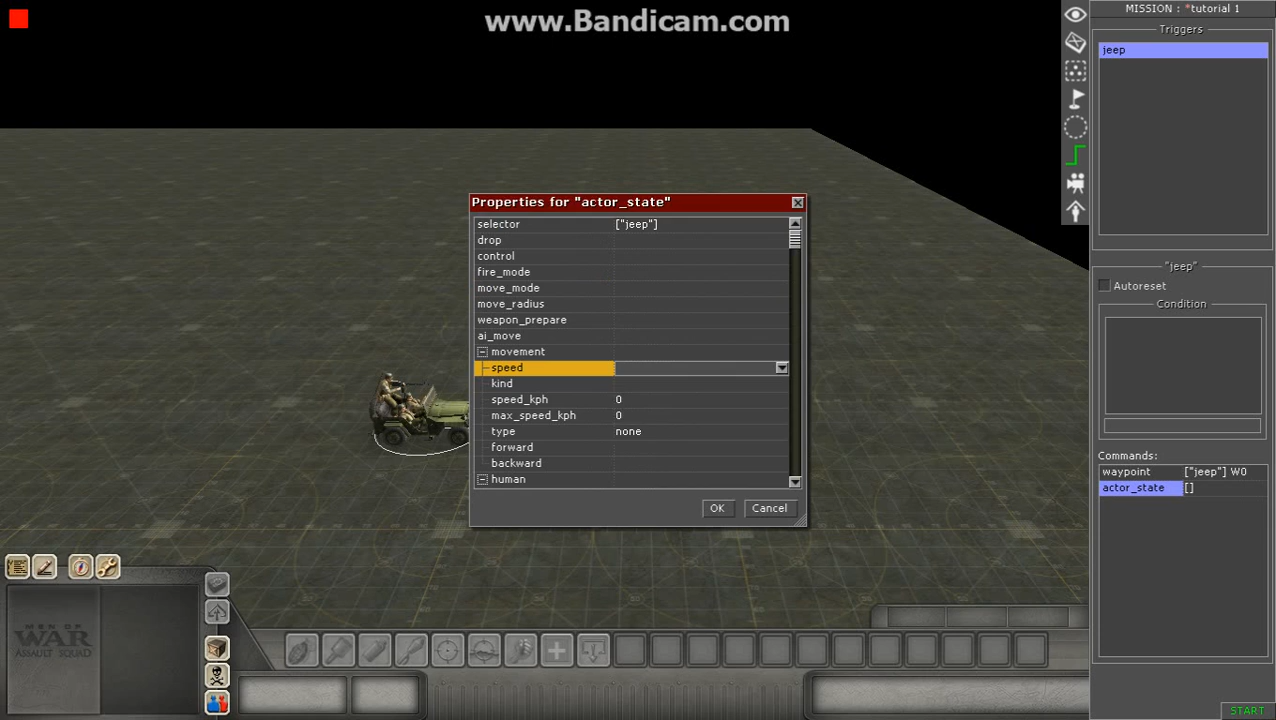 www.Bandicam.com
MISSION : *tutorial 1
Triggers
jeep
"jeep"
Autoreset
Condition
Commands:
waypoint ["jeep"] W0
actor_state []
START
Properties for "actor_state"
selector ["jeep"]
drop
control
fire_mode
move_mode
move_radius
weapon_prepare
ai_move
movement
speed
kind
speed_kph 0
max_speed_kph 0
type none
forward
backward
human
OK Cancel
MEN OF
WAR
ASSAULT SQUAD